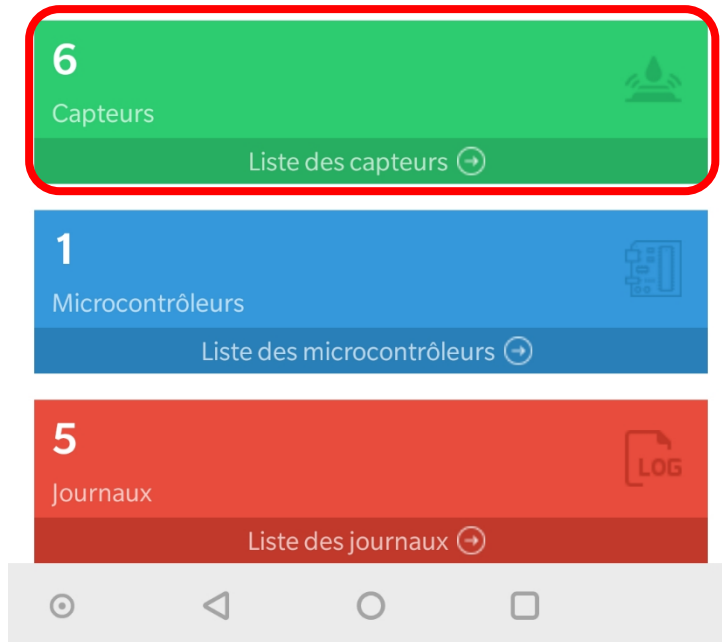 6
Capteurs
Liste des capteurs
1
Microcontrôleurs
Liste des microcontrôleurs
5
LOG
Journaux
Liste des journaux